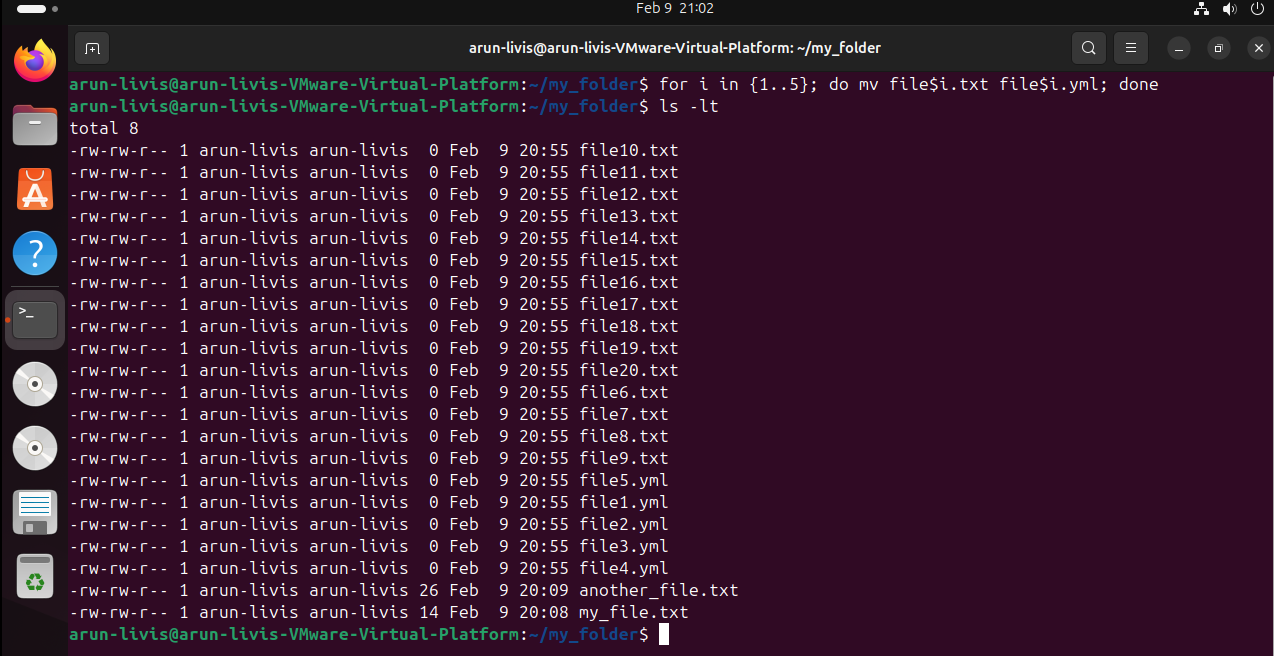 Feb 9 21:02
arun-livis@arun-livis-VMware-Virtual-Platform: ~/my_folder
arun-livis@arun-livis-VMware-Virtual-Platform:~/my_folder$ for i in {1..5}; do mv file$i.txt file$i.yml; done
arun-livis@arun-livis-VMware-Virtual-Platform:~/my_folder$ ls -lt
total 8
-rw-rw-r-- 1 arun-livis arun-livis  0 Feb  9 20:55 file10.txt
-rw-rw-r-- 1 arun-livis arun-livis  0 Feb  9 20:55 file11.txt
-rw-rw-r-- 1 arun-livis arun-livis  0 Feb  9 20:55 file12.txt
-rw-rw-r-- 1 arun-livis arun-livis  0 Feb  9 20:55 file13.txt
-rw-rw-r-- 1 arun-livis arun-livis  0 Feb  9 20:55 file14.txt
-rw-rw-r-- 1 arun-livis arun-livis  0 Feb  9 20:55 file15.txt
-rw-rw-r-- 1 arun-livis arun-livis  0 Feb  9 20:55 file16.txt
-rw-rw-r-- 1 arun-livis arun-livis  0 Feb  9 20:55 file17.txt
-rw-rw-r-- 1 arun-livis arun-livis  0 Feb  9 20:55 file18.txt
-rw-rw-r-- 1 arun-livis arun-livis  0 Feb  9 20:55 file19.txt
-rw-rw-r-- 1 arun-livis arun-livis  0 Feb  9 20:55 file20.txt
-rw-rw-r-- 1 arun-livis arun-livis  0 Feb  9 20:55 file6.txt
-rw-rw-r-- 1 arun-livis arun-livis  0 Feb  9 20:55 file7.txt
-rw-rw-r-- 1 arun-livis arun-livis  0 Feb  9 20:55 file8.txt
-rw-rw-r-- 1 arun-livis arun-livis  0 Feb  9 20:55 file9.txt
-rw-rw-r-- 1 arun-livis arun-livis  0 Feb  9 20:55 file5.yml
-rw-rw-r-- 1 arun-livis arun-livis  0 Feb  9 20:55 file1.yml
-rw-rw-r-- 1 arun-livis arun-livis  0 Feb  9 20:55 file2.yml
-rw-rw-r-- 1 arun-livis arun-livis  0 Feb  9 20:55 file3.yml
-rw-rw-r-- 1 arun-livis arun-livis  0 Feb  9 20:55 file4.yml
-rw-rw-r-- 1 arun-livis arun-livis 26 Feb  9 20:09 another_file.txt
-rw-rw-r-- 1 arun-livis arun-livis 14 Feb  9 20:08 my_file.txt
arun-livis@arun-livis-VMware-Virtual-Platform:~/my_folder$